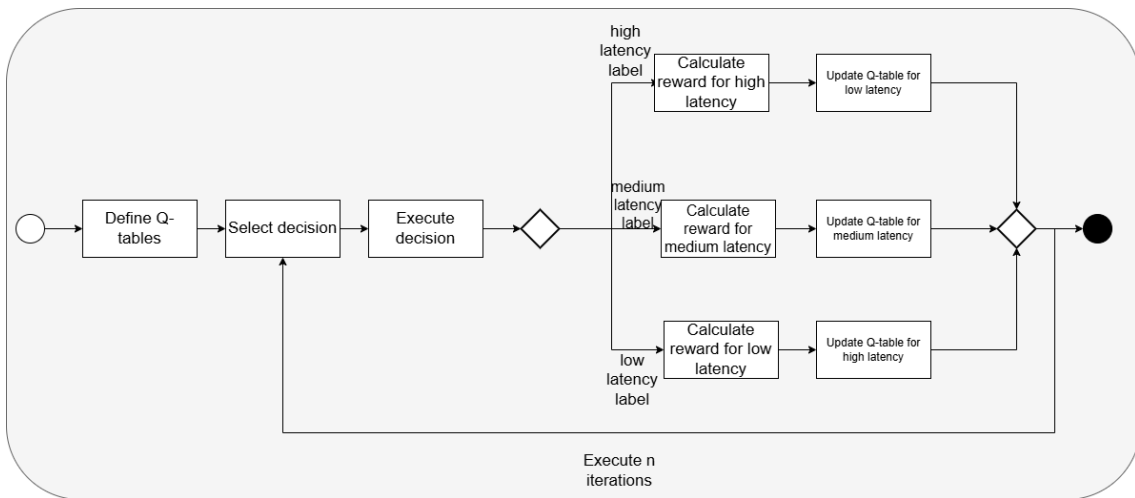 high
latency
label
Calculate
reward for high
latency
Update Q-table for
low latency
Define Q-
tables
Select decision
Execute
decision
medium
latency
label
Calculate
reward for
medium latency
Update Q-table for
medium latency
low
latency
label
Calculate
reward for low
latency
Update Q-table for
high latency
Execute n
iterations